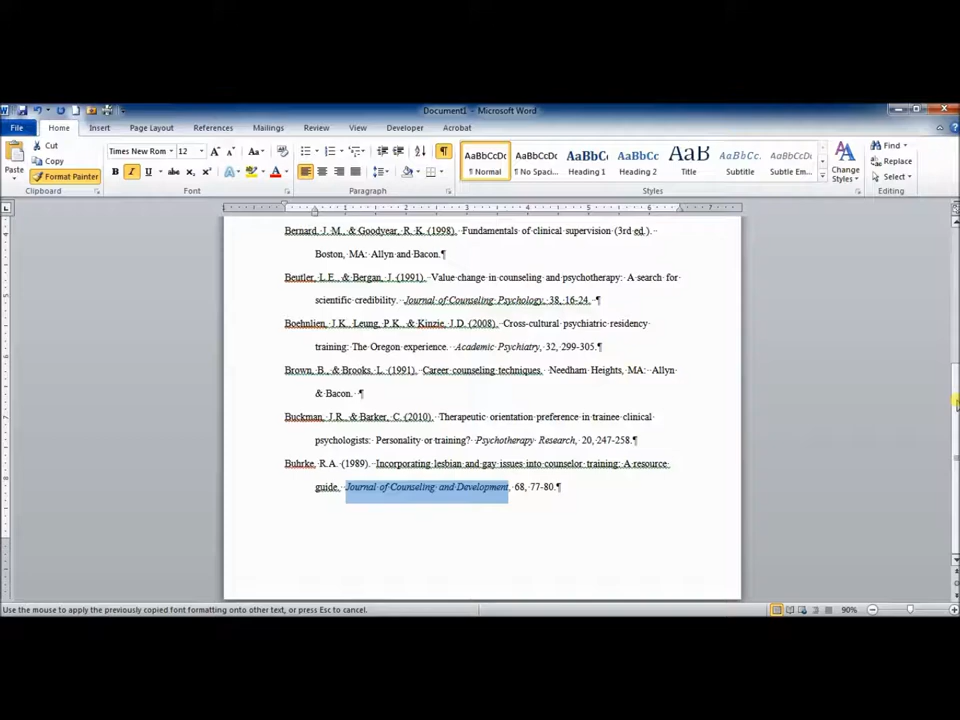 Document1 - Microsoft Word
File Home Insert Page Layout References Mailings Review View Developer Acrobat
Cut
Copy
Paste
Format Painter
Clipboard
Times New Rom 12
Font
Paragraph
AaBbCcDc AaBbCcDc AaBbC AaBbCc AaB AaBbCc. AaBbCcDc
¶ Normal ¶ No Spaci... Heading 1 Heading 2 Title Subtitle Subtle Em...
Styles
Change Styles
Find
Replace
Select
Editing
Bernard, J. M., & Goodyear, R. K. (1998). Fundamentals of clinical supervision (3rd ed.).
Boston, MA: Allyn and Bacon.¶
Beutler, L.E., & Bergan, J. (1991). Value change in counseling and psychotherapy: A search for
scientific credibility. Journal of Counseling Psychology, 38, 16-24. ¶
Boehnlien, J.K., Leung, P.K., & Kinzie, J.D. (2008). Cross-cultural psychiatric residency
training: The Oregon experience. Academic Psychiatry, 32, 299-305.¶
Brown, B., & Brooks, L. (1991). Career counseling techniques. Needham Heights, MA: Allyn
& Bacon. ¶
Buckman, J.R., & Barker, C. (2010). Therapeutic orientation preference in trainee clinical
psychologists: Personality or training? Psychotherapy Research, 20, 247-258.¶
Buhrke, R.A. (1989). Incorporating lesbian and gay issues into counselor training: A resource
guide. Journal of Counseling and Development, 68, 77-80.¶
Use the mouse to apply the previously copied font formatting onto other text, or press Esc to cancel.
90%